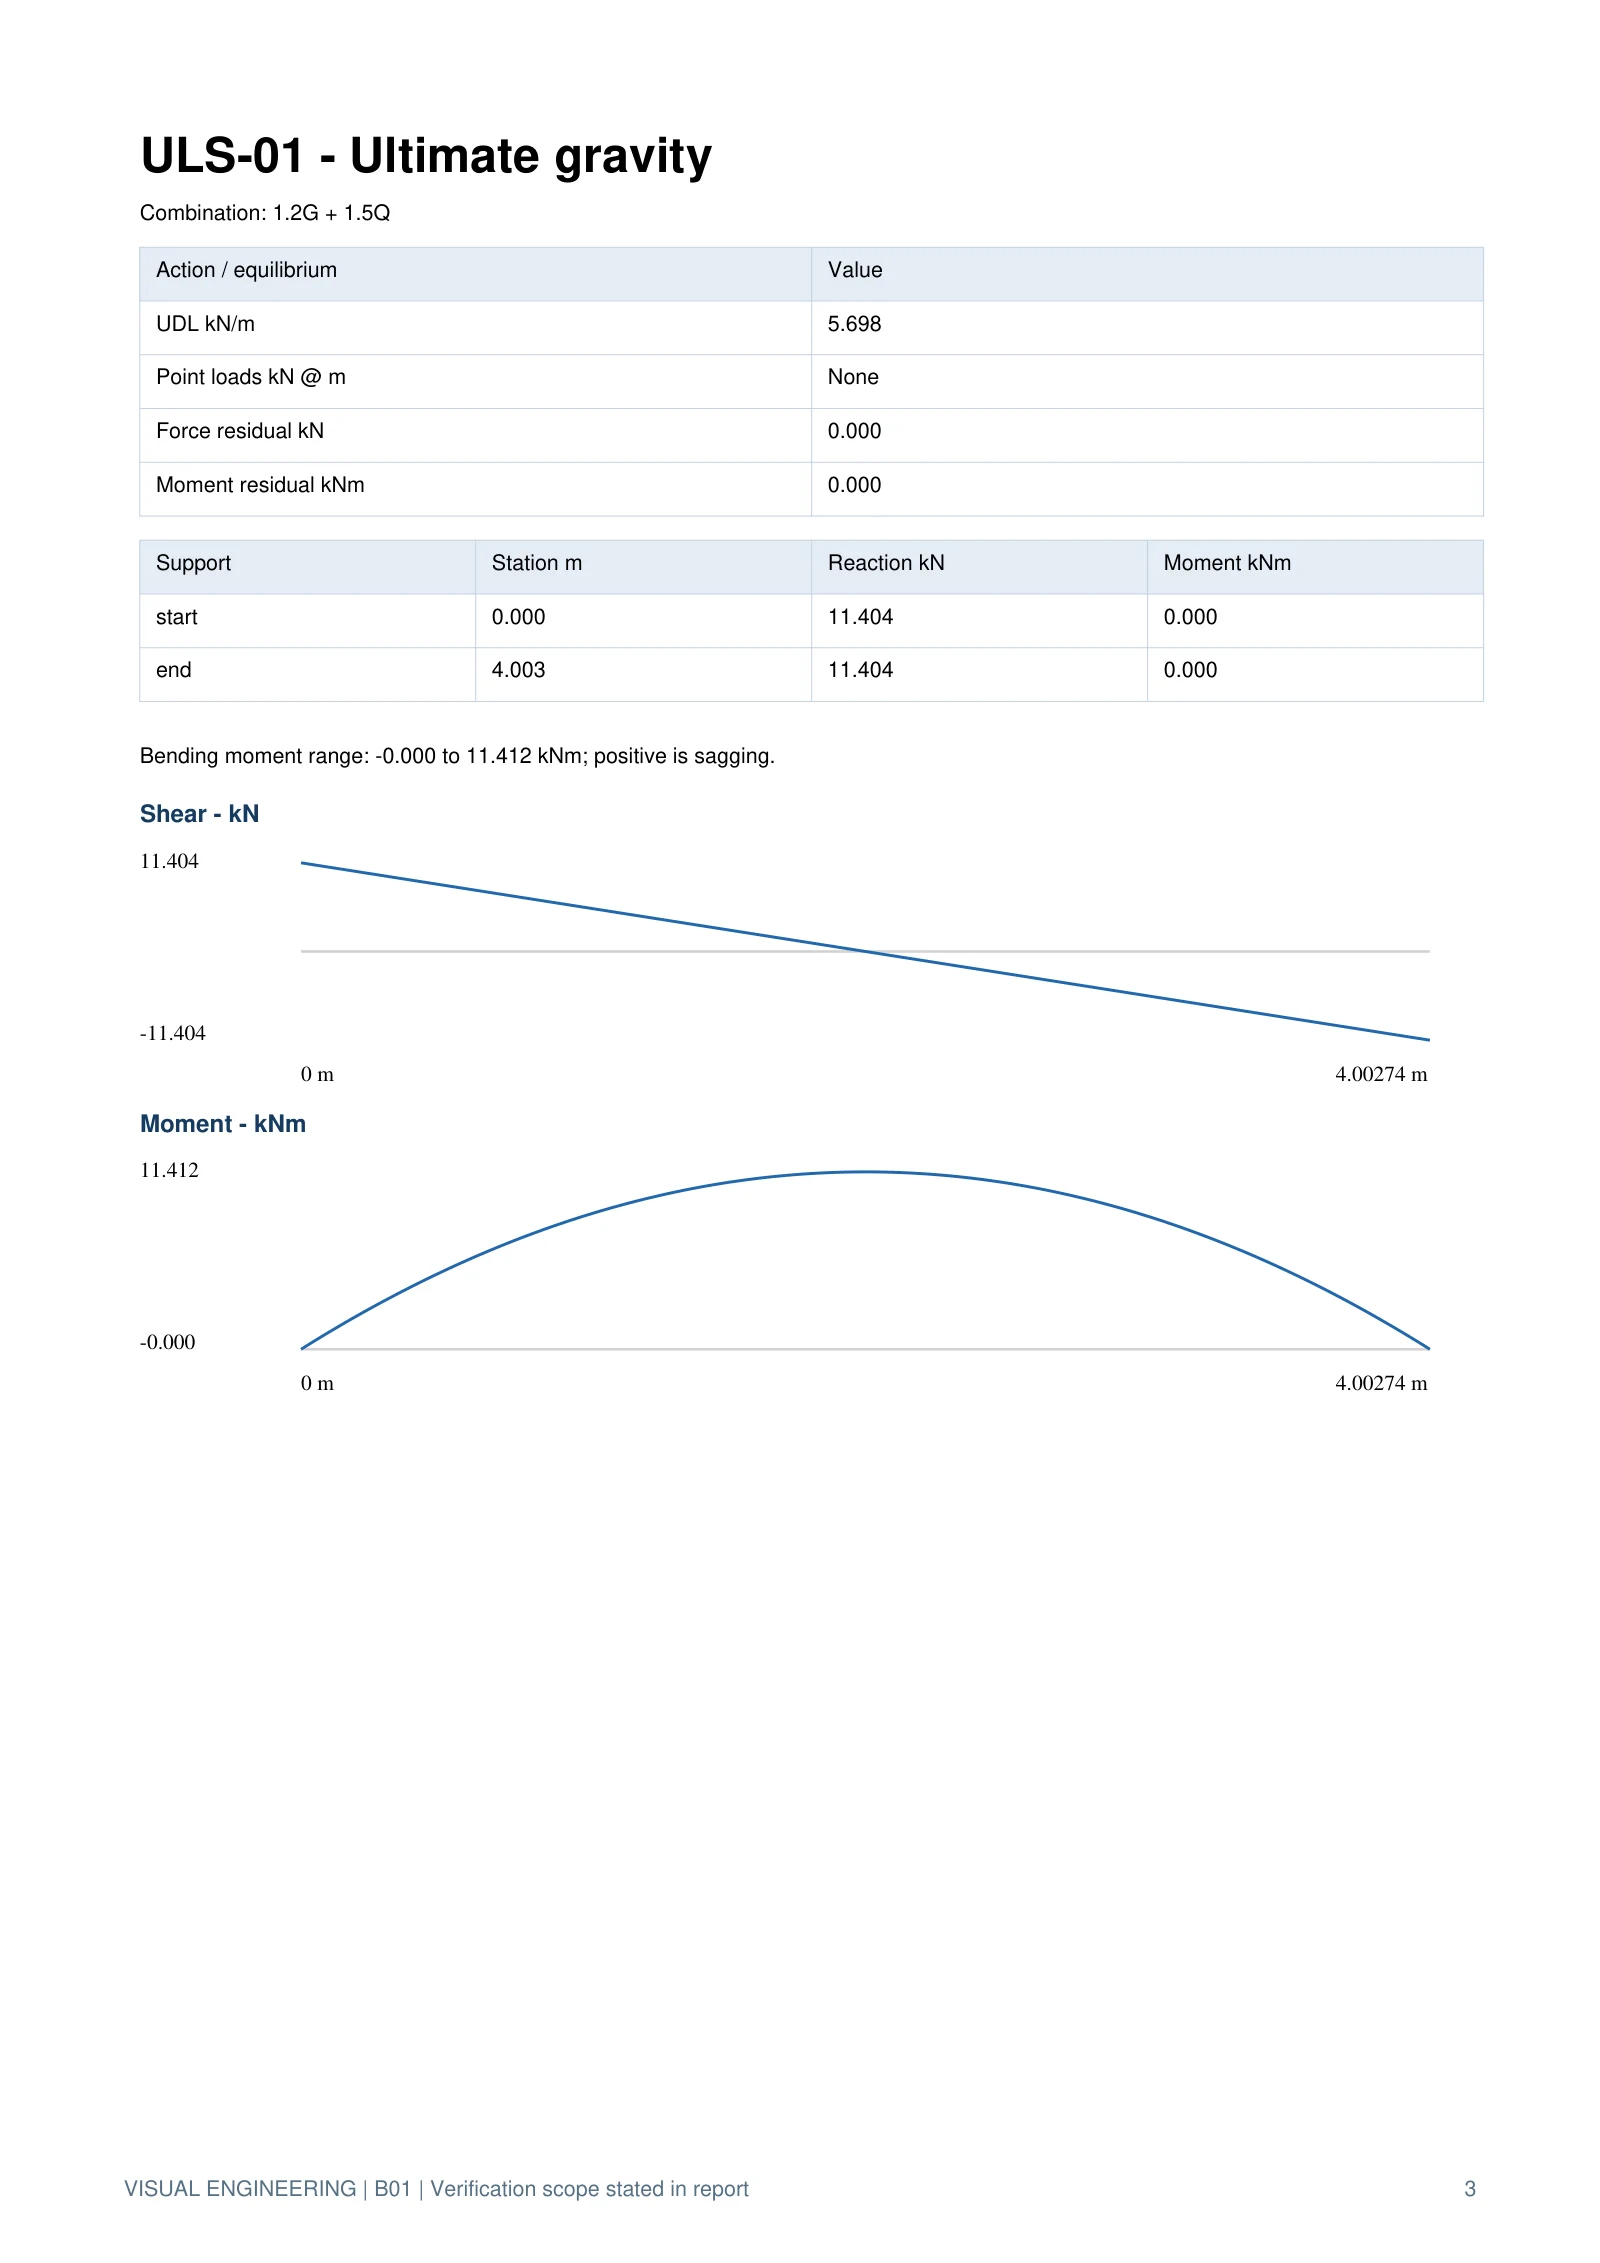 ULS-01 - Ultimate gravity
Combination: 1.2G + 1.5Q
Action / equilibrium Value
UDL kN/m 5.698
Point loads kN @ m None
Force residual kN 0.000
Moment residual kNm 0.000
Support Station m Reaction kN Moment kNm
start 0.000 11.404 0.000
end 4.003 11.404 0.000
Bending moment range: -0.000 to 11.412 kNm; positive is sagging.
Shear - kN
11.404
-11.404
0 m 4.00274 m
Moment - kNm
11.412
-0.000
0 m 4.00274 m
VISUAL ENGINEERING | B01 | Verification scope stated in report 3